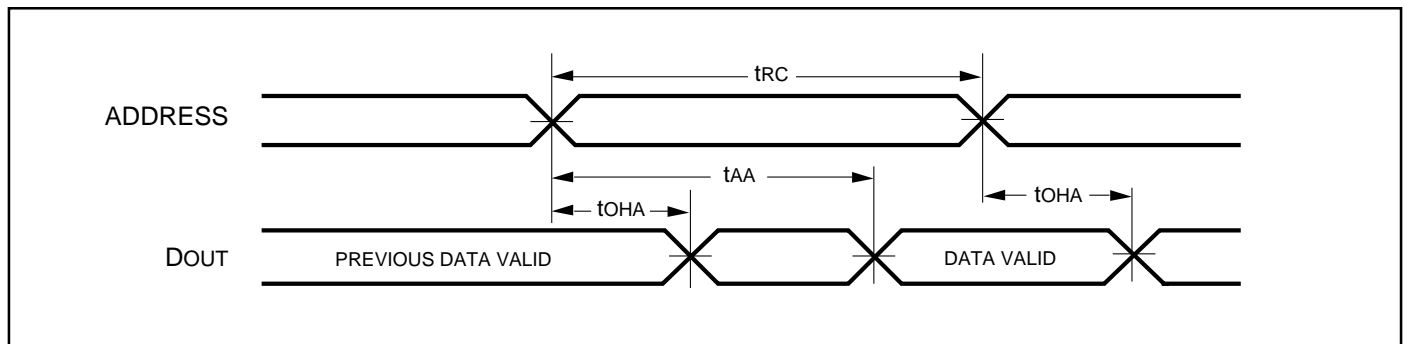 tRC
ADDRESS
tAA
tOHA
tOHA
DOUT
PREVIOUS DATA VALID
DATA VALID